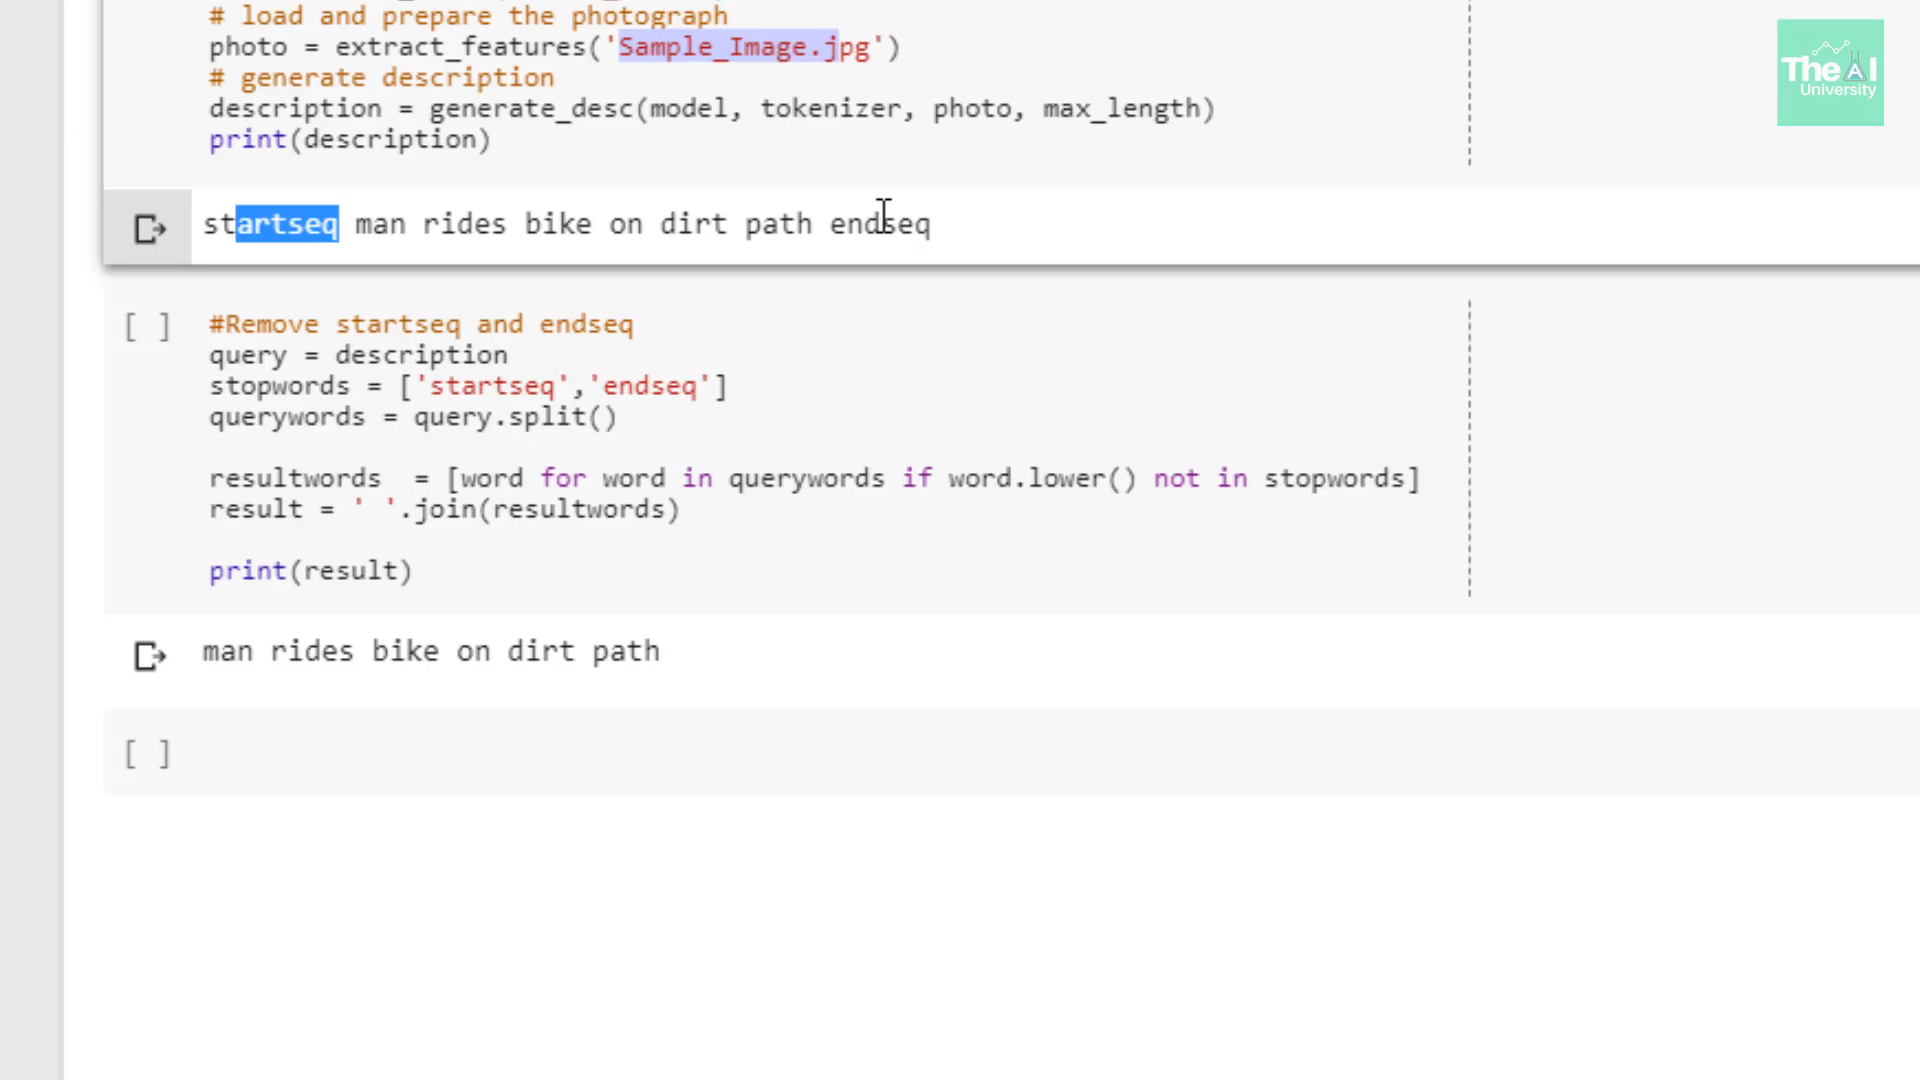 # load and prepare the photograph
photo = extract_features('Sample_Image.jpg')
# generate description
description = generate_desc(model, tokenizer, photo, max_length)
print(description)
startseq man rides bike on dirt path endseq
[ ]
#Remove startseq and endseq
query = description
stopwords = ['startseq','endseq']
querywords = query.split()
resultwords  = [word for word in querywords if word.lower() not in stopwords]
result = ' '.join(resultwords)
print(result)
man rides bike on dirt path
[ ]
The AI
University